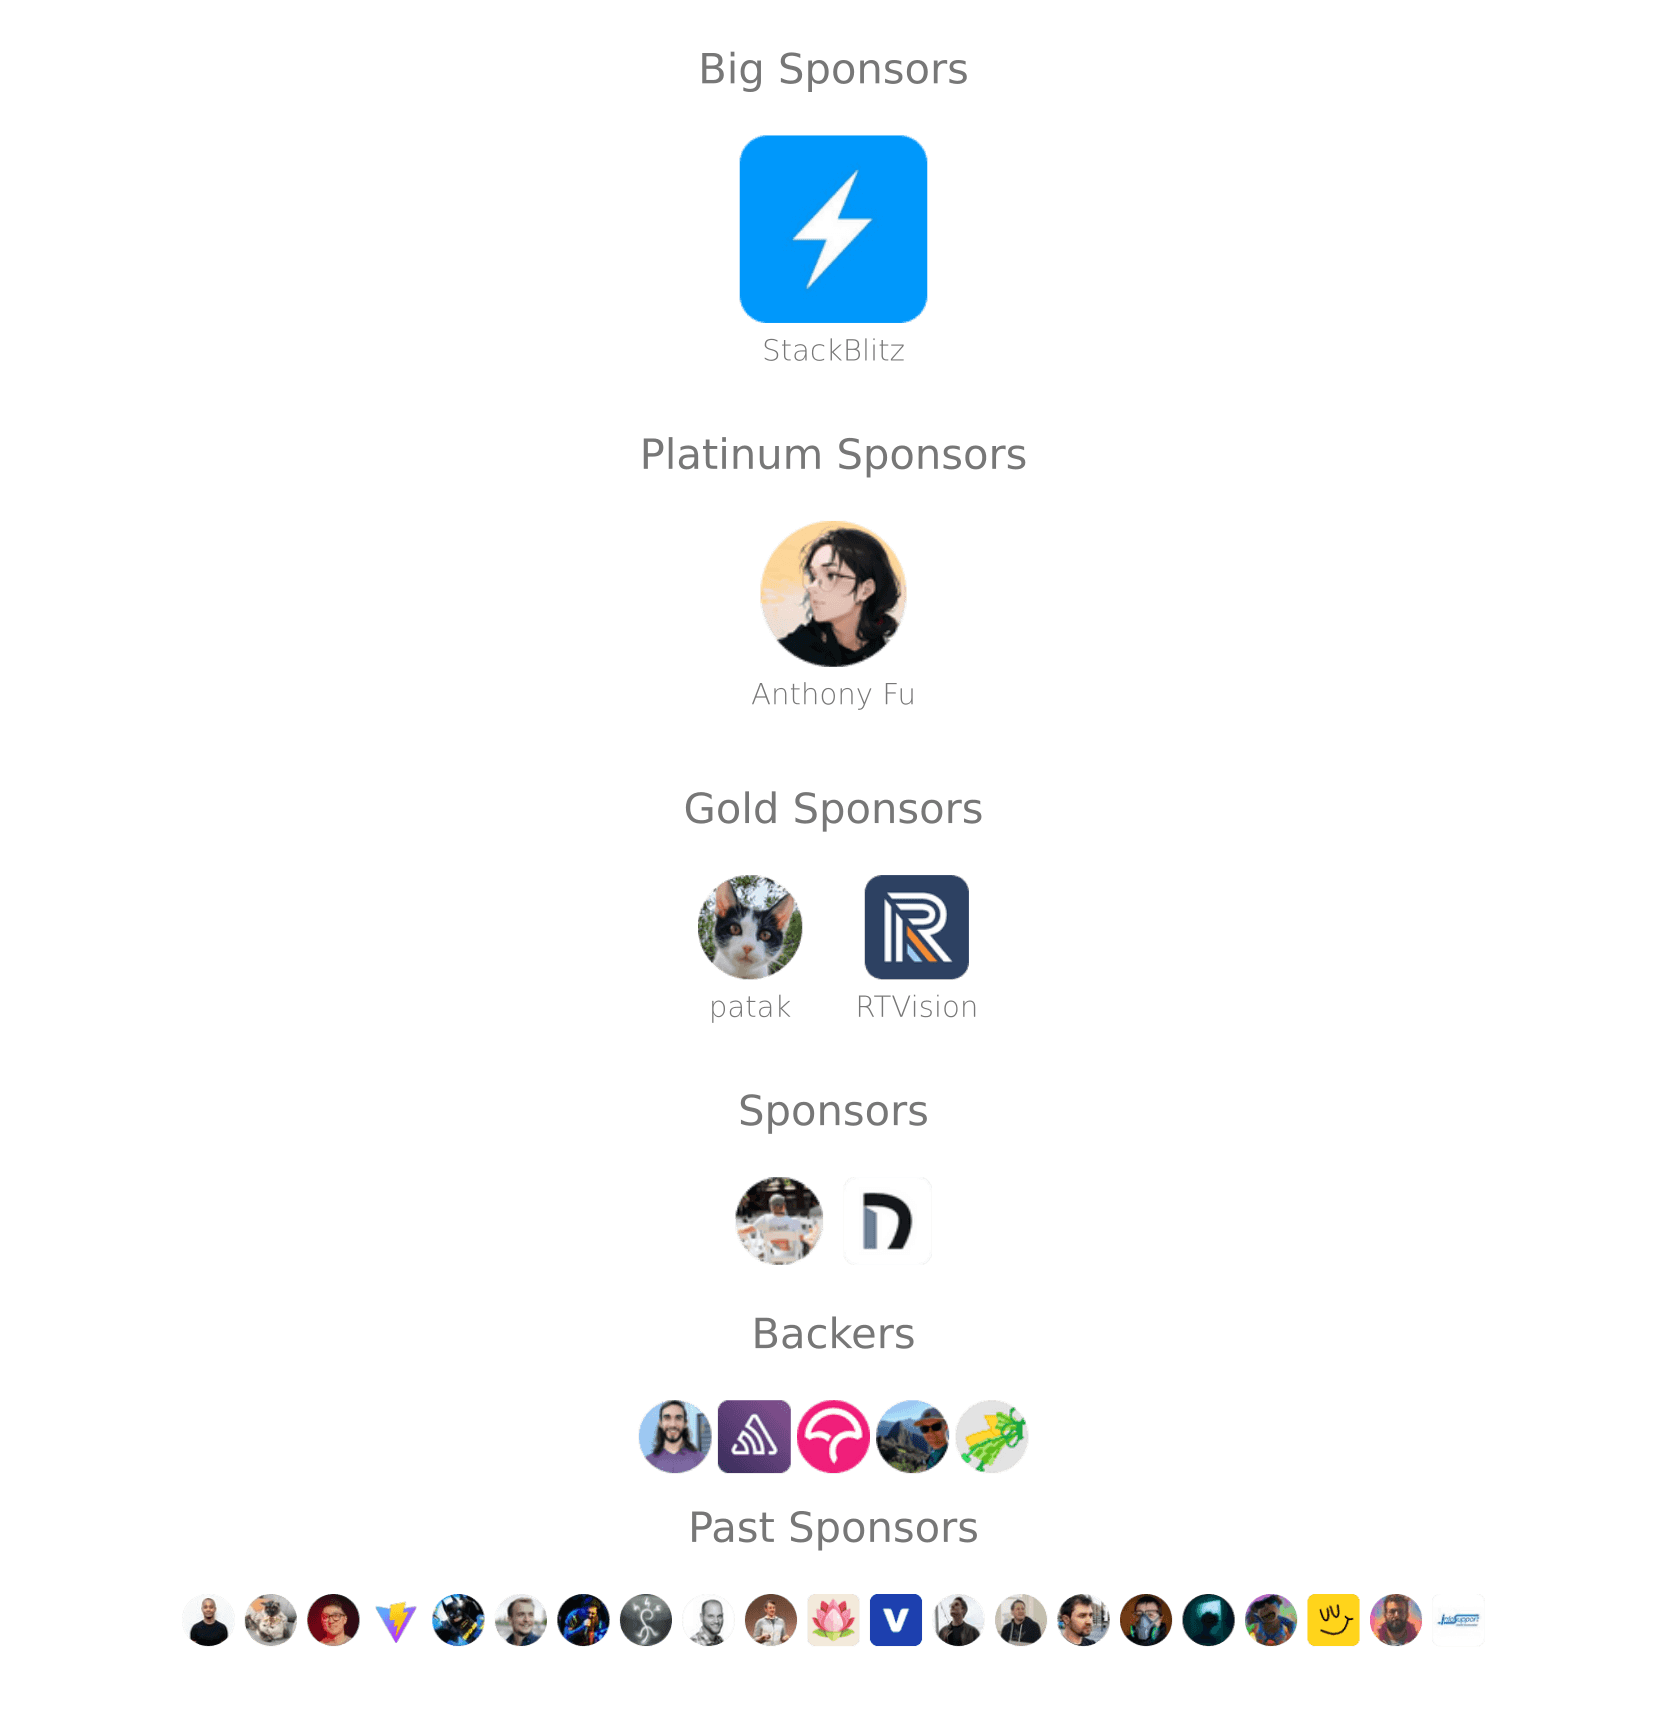 Big Sponsors
StackBlitz
Platinum Sponsors
Anthony Fu
Gold Sponsors
patak
RTVision
Sponsors
Backers
Past Sponsors
V